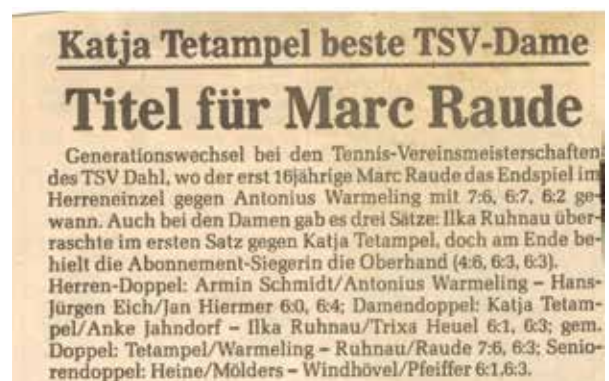 Katja Tetampel beste TSV-Dame
Titel für Marc Raude
Generationswechsel bei den Tennis-Vereinsmeisterschaften
des TSV Dahl, wo der erst 16jährige Marc Raude das Endspiel im
Herreneinzel gegen Antonius Warmeling mit 7:6, 6:7, 6:2 ge-
wann. Auch bei den Damen gab es drei Sätze: Ilka Ruhnau über-
raschte im ersten Satz gegen Katja Tetampel, doch am Ende be-
hielt die Abonnement-Siegerin die Oberhand (4:6, 6:3, 6:3).
Herren-Doppel: Armin Schmidt/Antonius Warmeling – Hans-
Jürgen Eich/Jan Hiermer 6:0, 6:4; Damendoppel: Katja Tetam-
pel/Anke Jahndorf – Ilka Ruhnau/Trixa Heuel 6:1, 6:3; gem.
Doppel: Tetampel/Warmeling – Ruhnau/Raude 7:6, 6:3; Senio-
rendoppel: Heine/Mölders – Windhövel/Pfeiffer 6:1,6:3.